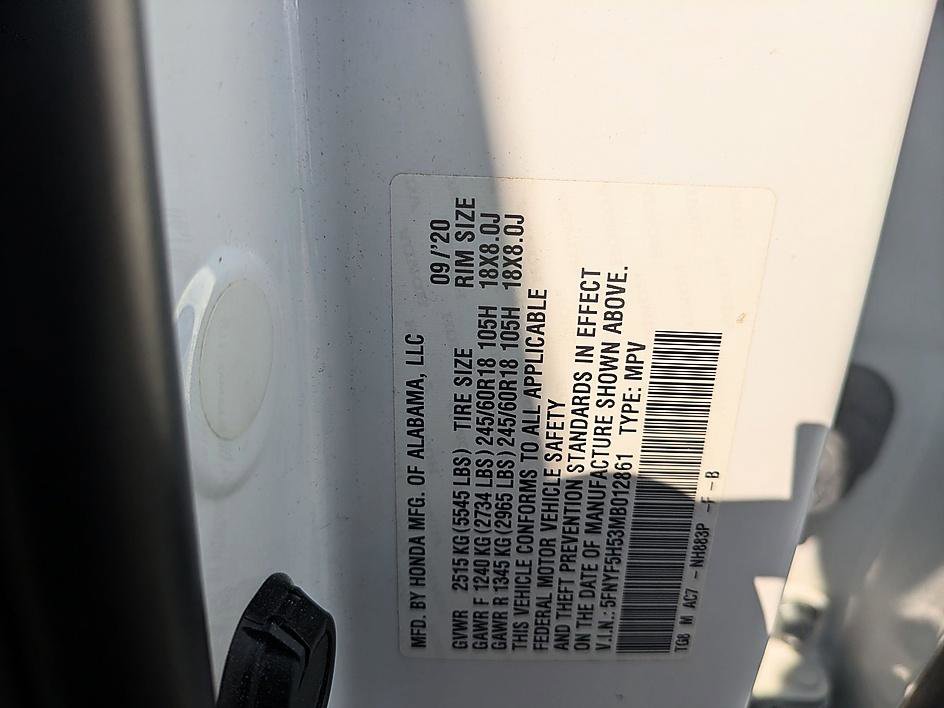 MFD. BY HONDA MFG. OF ALABAMA, LLC 09/'20
GVWR 2515 KG (5545 LBS) TIRE SIZE RIM SIZE
GAWR F 1240 KG (2734 LBS) 245/60R18 105H 18X8.0J
GAWR R 1345 KG (2965 LBS) 245/60R18 105H 18X8.0J
THIS VEHICLE CONFORMS TO ALL APPLICABLE
FEDERAL MOTOR VEHICLE SAFETY
AND THEFT PREVENTION STANDARDS IN EFFECT
ON THE DATE OF MANUFACTURE SHOWN ABOVE.
V.I.N.: 5FNYF5H53MB012861 TYPE: MPV
TG8 M AC7 -NH883P -F -B